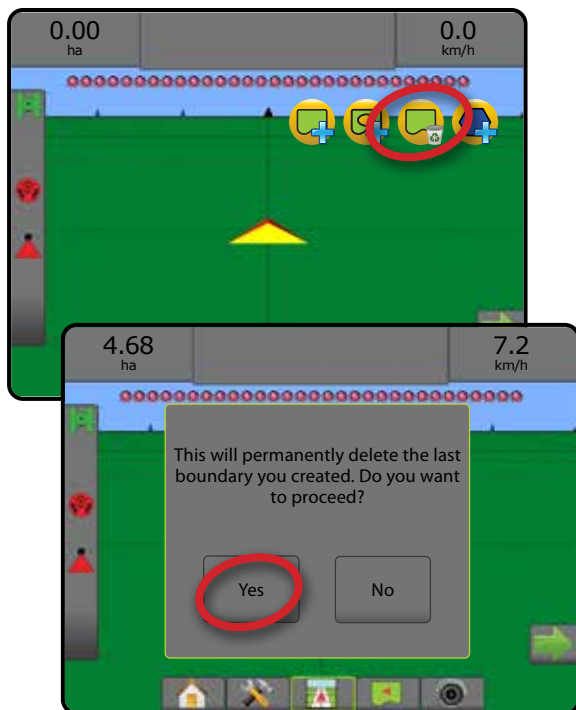 0.00
ha
0.0
km/h
4.68
ha
7.2
km/h
This will permanently delete the last
boundary you created. Do you want
to proceed?
Yes
No